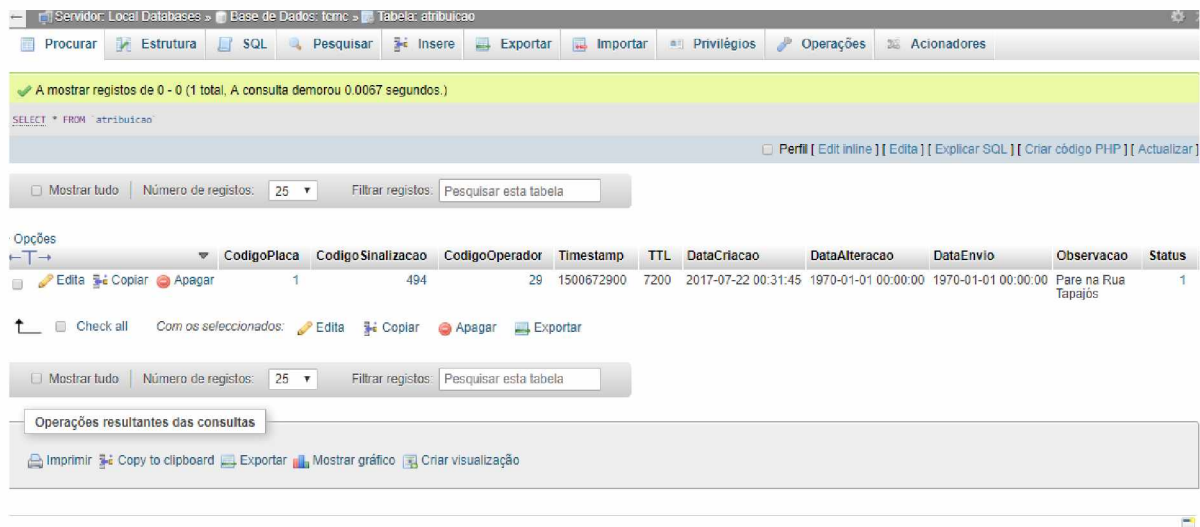 Servidor: Local Databases » Base de Dados: tcmc » Tabela: atribuicao
Procurar Estrutura SQL Pesquisar Insere Exportar Importar Privilégios Operações Acionadores
A mostrar registos de 0 - 0 (1 total, A consulta demorou 0.0067 segundos.)
SELECT * FROM `atribuicao`
Perfil [ Edit inline ] [ Edita ] [ Explicar SQL ] [ Criar código PHP ] [ Actualizar ]
Mostrar tudo Número de registos: 25 Filtrar registos: Pesquisar esta tabela
Opções
←T→ CodigoPlaca CodigoSinalizacao CodigoOperador Timestamp TTL DataCriacao DataAlteracao DataEnvio Observacao Status
Edita Copiar Apagar 1 494 29 1500672900 7200 2017-07-22 00:31:45 1970-01-01 00:00:00 1970-01-01 00:00:00 Pare na Rua 1
Tapajós
Check all Com os seleccionados: Edita Copiar Apagar Exportar
Mostrar tudo Número de registos: 25 Filtrar registos: Pesquisar esta tabela
Operações resultantes das consultas
Imprimir Copy to clipboard Exportar Mostrar gráfico Criar visualização